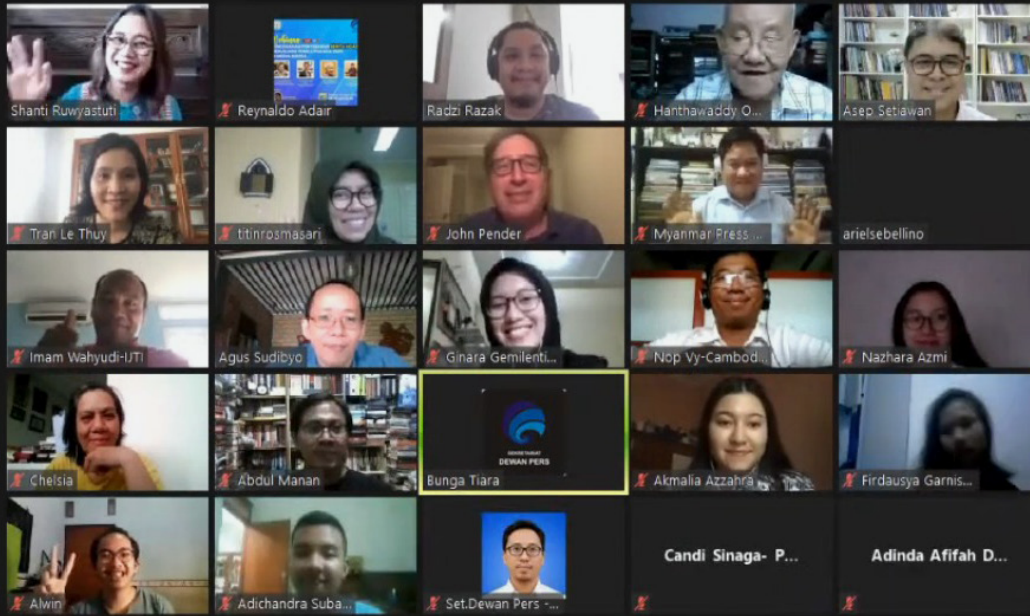 Shanti Ruwyastuti
Reynaldo Adair
Radzi Razak
Hanthawaddy O...
Asep Setiawan
Tran Le Thuy
titinrosmasari
John Pender
Myanmar Press ...
arielsebellino
Imam Wahyudi-IJTI
Agus Sudibyo
Ginara Gemilenti...
Nop Vy-Cambod...
Nazhara Azmi
SEKRETARIAT
DEWAN PERS
Chelsia
Abdul Manan
Bunga Tiara
Akmalia Azzahra
Firdausya Garnis...
Candi Sinaga- P...
Adinda Afifah D...
Alwin
Adichandra Suba...
Set.Dewan Pers -...